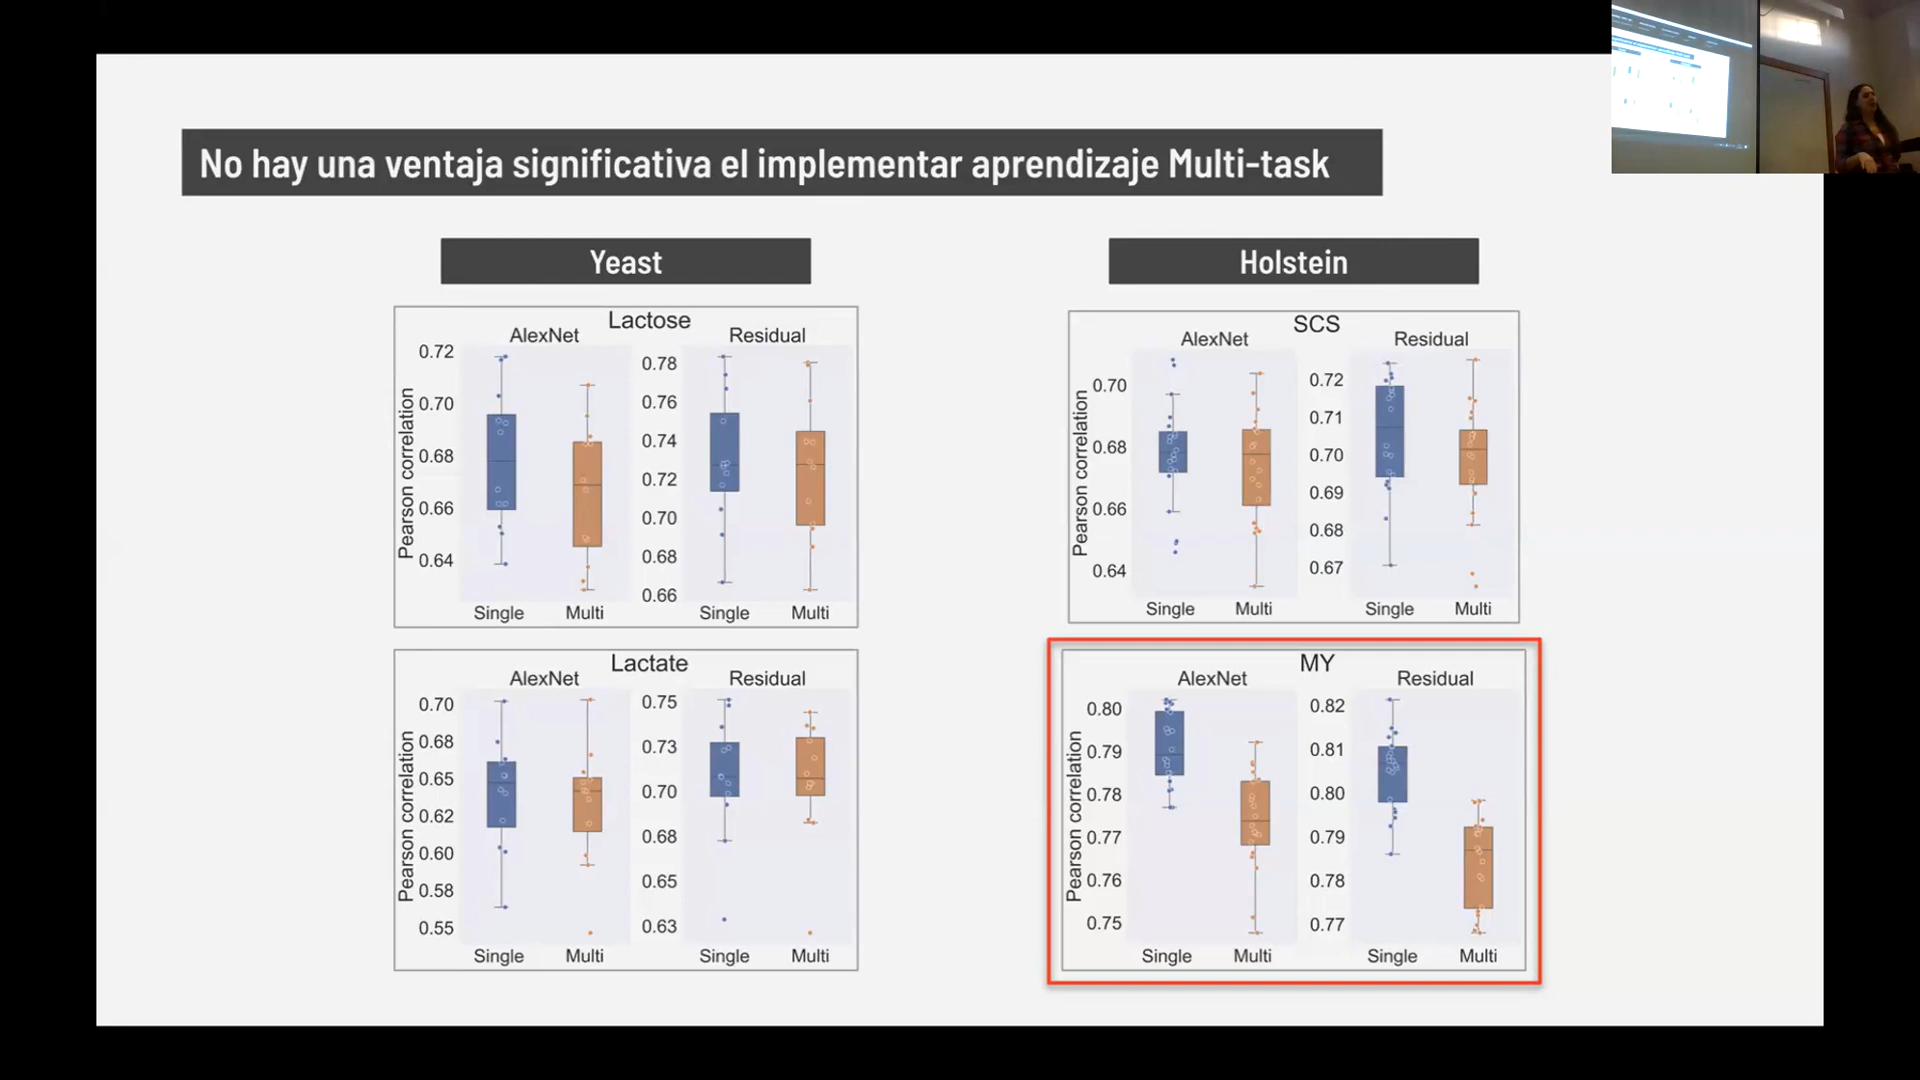 No hay una ventaja significativa el implementar aprendizaje Multi-task
Yeast
Lactose
AlexNet
Residual
Pearson correlation
0.72
0.70
0.68
0.66
0.64
0.78
0.76
0.74
0.72
0.70
0.68
0.66
Single
Multi
Single
Multi
Lactate
AlexNet
Residual
Pearson correlation
0.70
0.68
0.65
0.62
0.60
0.58
0.55
0.75
0.73
0.70
0.68
0.65
0.63
Single
Multi
Single
Multi
Holstein
SCS
AlexNet
Residual
Pearson correlation
0.70
0.68
0.66
0.64
0.72
0.71
0.70
0.69
0.68
0.67
Single
Multi
Single
Multi
MY
AlexNet
Residual
Pearson correlation
0.80
0.79
0.78
0.77
0.76
0.75
0.82
0.81
0.80
0.79
0.78
0.77
Single
Multi
Single
Multi